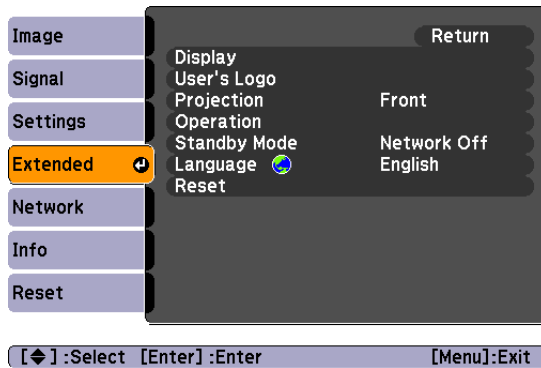 Image
Signal
Settings
Extended
Network
Info
Reset
Return
Display
User's Logo
Projection Front
Operation
Standby Mode Network Off
Language English
Reset
[◆] :Select [Enter] :Enter [Menu]:Exit